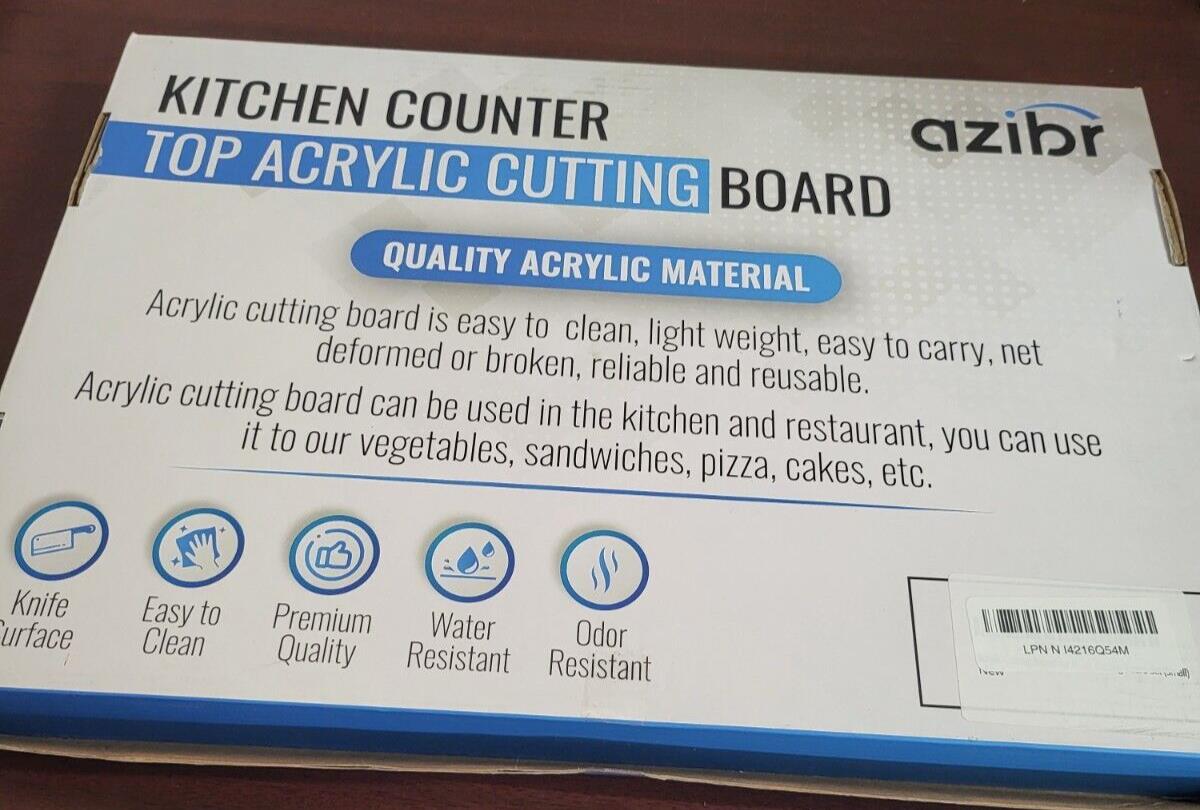 KITCHEN COUNTER
azibr
TOP ACRYLIC CUTTING BOARD
QUALITY ACRYLIC MATERIAL
Acrylic cutting board is easy to clean, light weight, easy to carry, net
deformed or broken, reliable and reusable.
Acrylic cutting board can be used in the kitchen and restaurant, you can use
it to our vegetables, sandwiches, pizza, cakes, etc.
Knife
urface
Easy to
Clean
Premium
Quality
Water
Resistant
Odor
Resistant
LPN N I4216Q54M
New